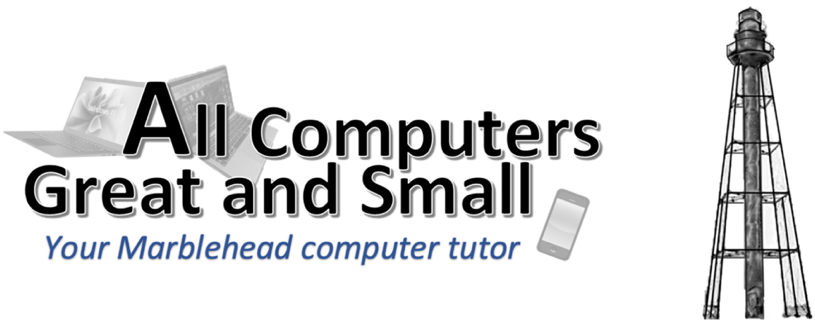 All Computers
Great and Small
Your Marblehead computer tutor